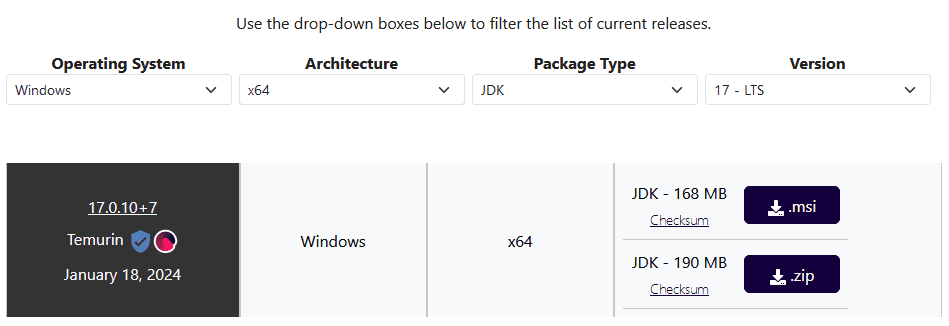 Use the drop-down boxes below to filter the list of current releases.
Operating System Architecture Package Type Version
Windows x64 JDK 17 - LTS
17.0.10+7
Temurin
January 18, 2024
Windows
x64
JDK - 168 MB
Checksum
.msi
JDK - 190 MB
Checksum
.zip